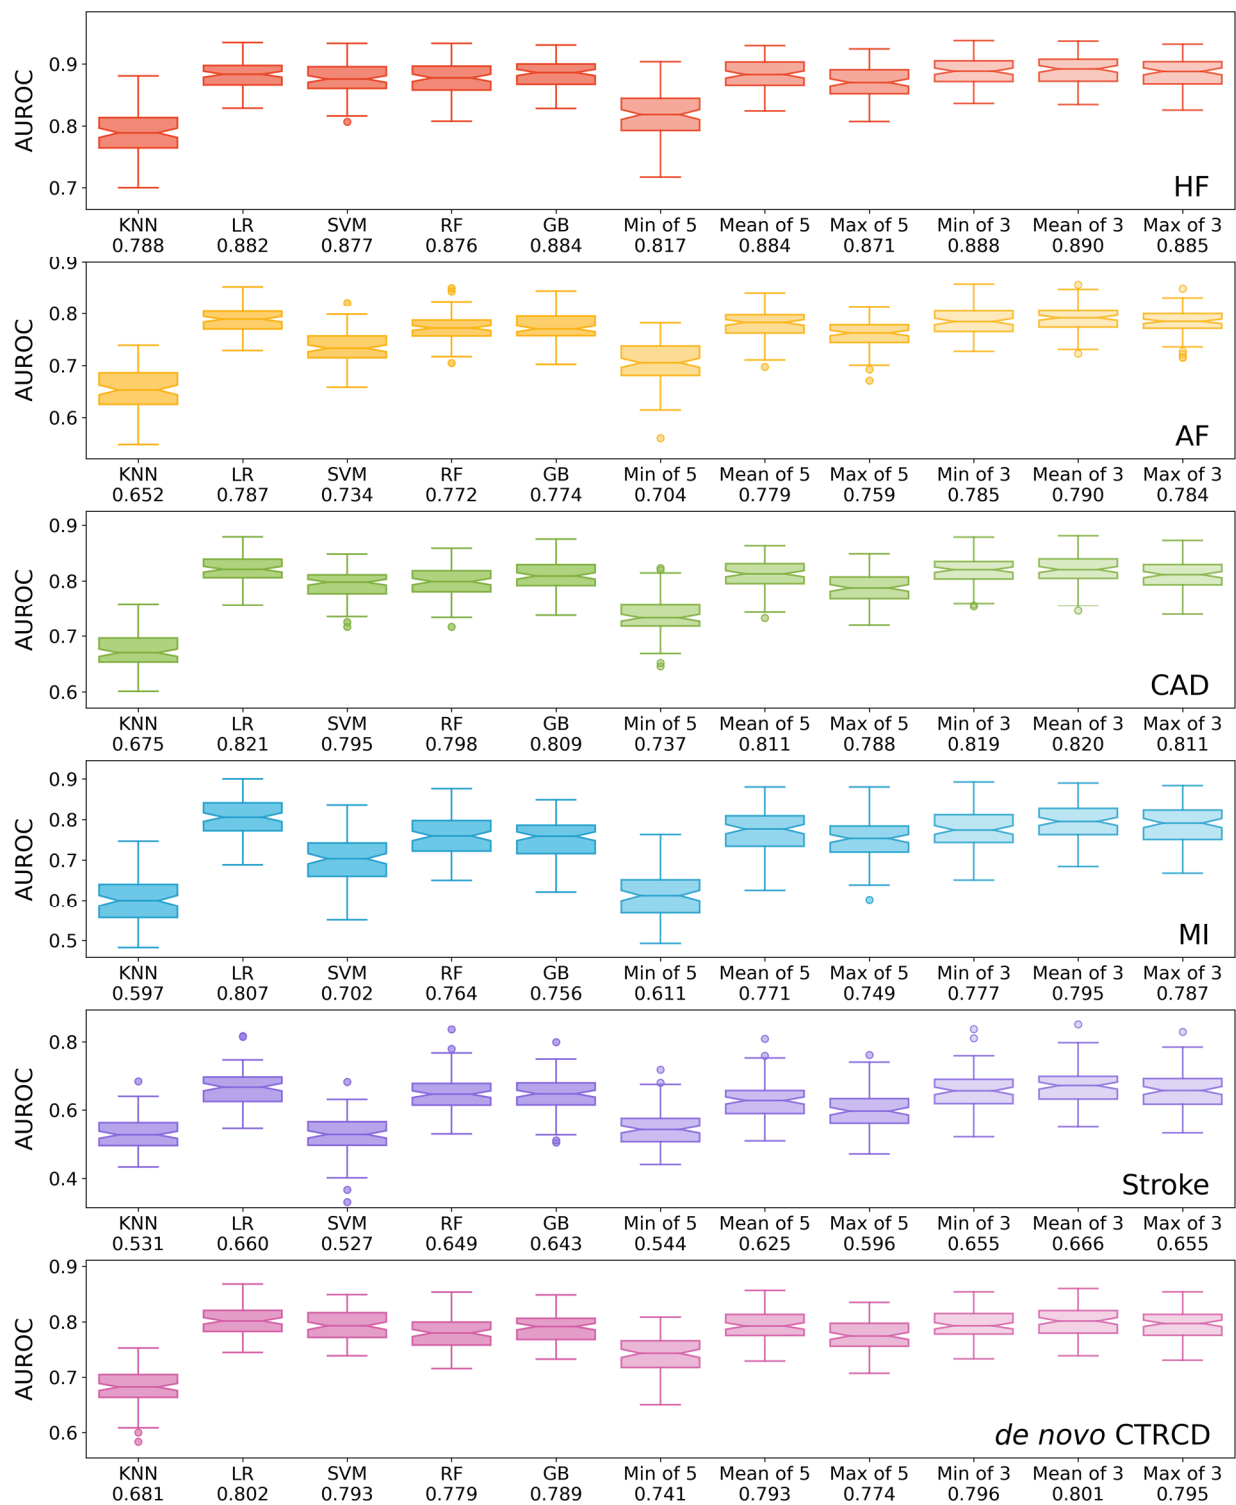 AUROC
0.9
0.8
0.7
HF
KNN LR SVM RF GB Min of 5 Mean of 5 Max of 5 Min of 3 Mean of 3 Max of 3
0.788 0.882 0.877 0.876 0.884 0.817 0.884 0.871 0.888 0.890 0.885
AUROC
0.9
0.8
0.7
0.6
AF
KNN LR SVM RF GB Min of 5 Mean of 5 Max of 5 Min of 3 Mean of 3 Max of 3
0.652 0.787 0.734 0.772 0.774 0.704 0.779 0.759 0.785 0.790 0.784
AUROC
0.9
0.8
0.7
0.6
CAD
KNN LR SVM RF GB Min of 5 Mean of 5 Max of 5 Min of 3 Mean of 3 Max of 3
0.675 0.821 0.795 0.798 0.809 0.737 0.811 0.788 0.819 0.820 0.811
AUROC
0.9
0.8
0.7
0.6
0.5
MI
KNN LR SVM RF GB Min of 5 Mean of 5 Max of 5 Min of 3 Mean of 3 Max of 3
0.597 0.807 0.702 0.764 0.756 0.611 0.771 0.749 0.777 0.795 0.787
AUROC
0.8
0.6
0.4
Stroke
KNN LR SVM RF GB Min of 5 Mean of 5 Max of 5 Min of 3 Mean of 3 Max of 3
0.531 0.660 0.527 0.649 0.643 0.544 0.625 0.596 0.655 0.666 0.655
AUROC
0.9
0.8
0.7
0.6
de novo CTRCD
KNN LR SVM RF GB Min of 5 Mean of 5 Max of 5 Min of 3 Mean of 3 Max of 3
0.681 0.802 0.793 0.779 0.789 0.741 0.793 0.774 0.796 0.801 0.795